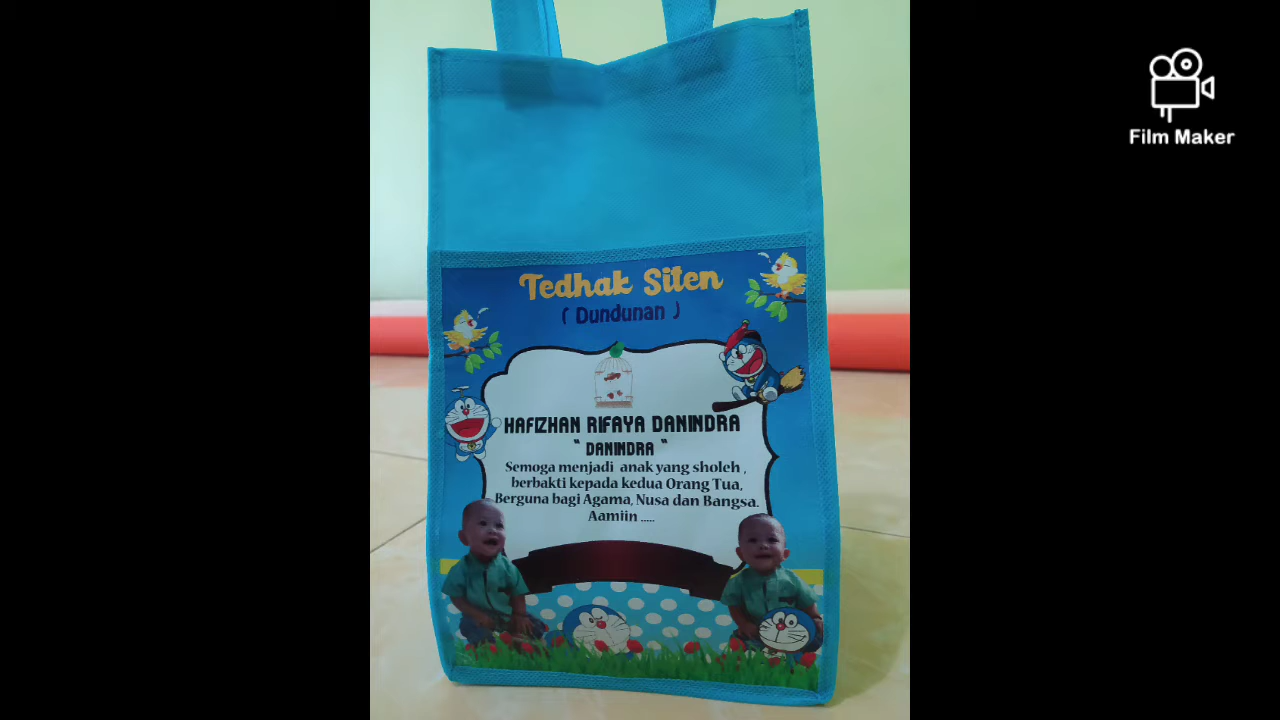 Film Maker
Tedhak Siten
( Dundunan )
HAFIZHAN RIFAYA DANINDRA
" DANINDRA "
Semoga menjadi anak yang sholeh ,
berbakti kepada kedua Orang Tua,
Berguna bagi Agama, Nusa dan Bangsa.
Aamiin .....